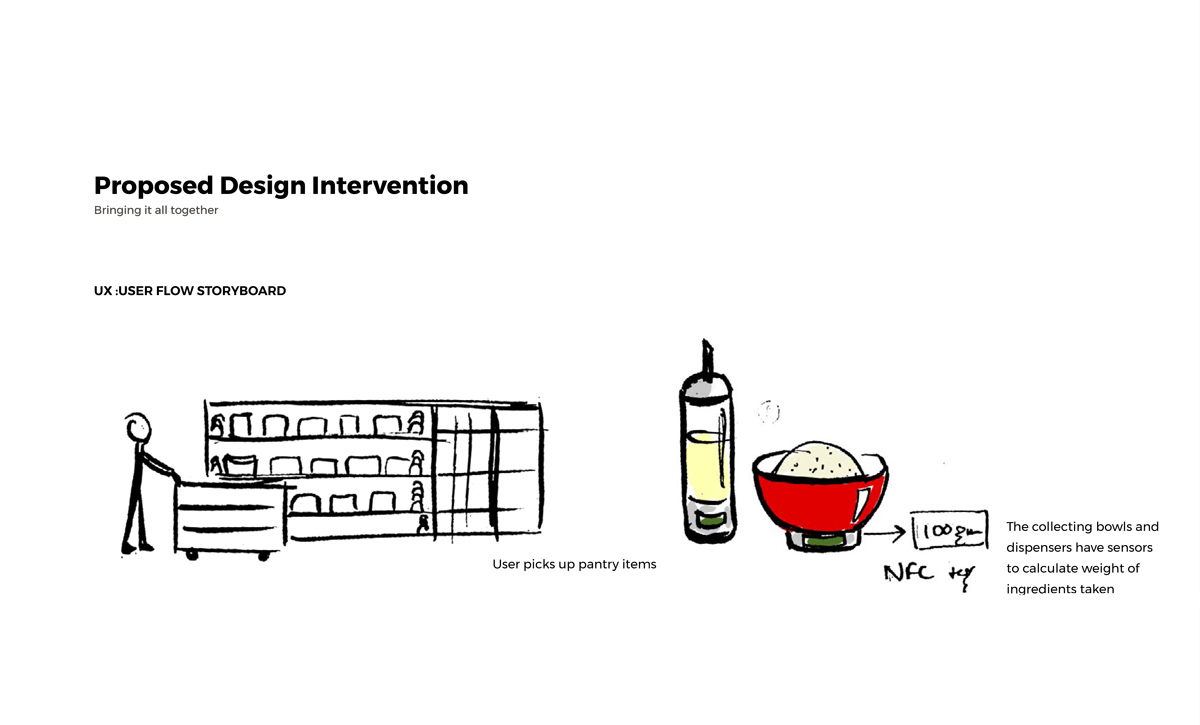 Proposed Design Intervention
Bringing it all together
UX :USER FLOW STORYBOARD
User picks up pantry items
100gm
NFC tag
The collecting bowls and
dispensers have sensors
to calculate weight of
ingredients taken